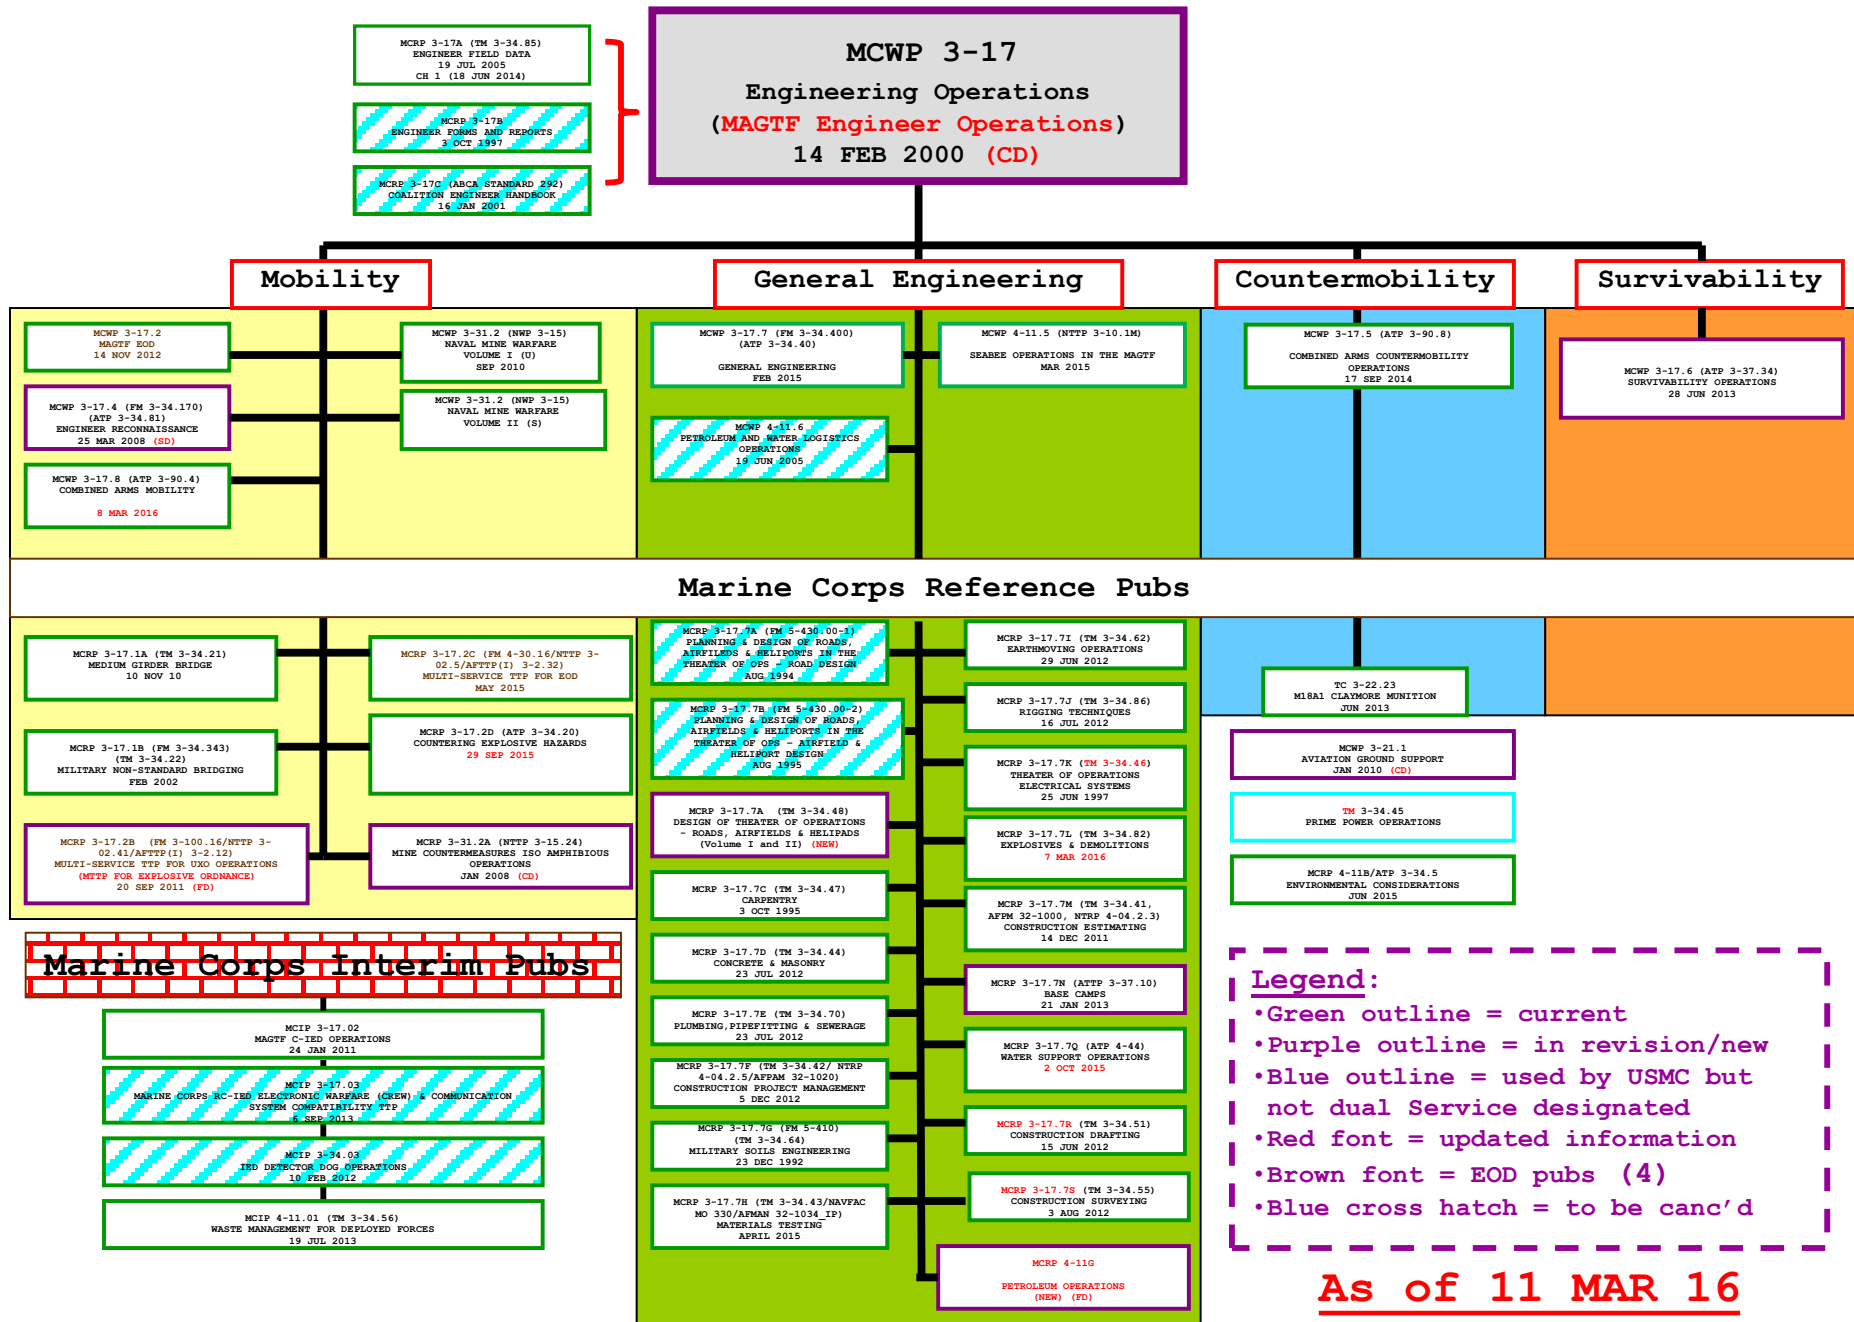 MCRP 3-17A (TM 3-34.85)
ENGINEER FIELD DATA
19 JUL 2005
CH 1 (18 JUN 2014)
MCRP 3-17B
ENGINEER FORMS AND REPORTS
3 OCT 1997
MCRP 3-17C (ABCA STANDARD 292)
COALITION ENGINEER HANDBOOK
16 JAN 2001
MCWP 3-17
Engineering Operations
(MAGTF Engineer Operations)
14 FEB 2000 (CD)
Mobility
General Engineering
Countermobility
Survivability
MCWP 3-17.2
MAGTF EOD
14 NOV 2012
MCWP 3-17.4 (FM 3-34.170)
(ATP 3-34.81)
ENGINEER RECONNAISSANCE
25 MAR 2008 (SD)
MCWP 3-17.8 (ATP 3-90.4)
COMBINED ARMS MOBILITY
8 MAR 2016
MCWP 3-31.2 (NWP 3-15)
NAVAL MINE WARFARE
VOLUME I (U)
SEP 2010
MCWP 3-31.2 (NWP 3-15)
NAVAL MINE WARFARE
VOLUME II (S)
MCWP 3-17.7 (FM 3-34.400)
(ATP 3-34.40)
GENERAL ENGINEERING
FEB 2015
MCWP 4-11.6
PETROLEUM AND WATER LOGISTICS
OPERATIONS
19 JUN 2005
MCWP 4-11.5 (NTTP 3-10.1M)
SEABEE OPERATIONS IN THE MAGTF
MAR 2015
MCWP 3-17.5 (ATP 3-90.8)
COMBINED ARMS COUNTERMOBILITY
OPERATIONS
17 SEP 2014
MCWP 3-17.6 (ATP 3-37.34)
SURVIVABILITY OPERATIONS
28 JUN 2013
Marine Corps Reference Pubs
MCRP 3-17.1A (TM 3-34.21)
MEDIUM GIRDER BRIDGE
10 NOV 10
MCRP 3-17.1B (FM 3-34.343)
(TM 3-34.22)
MILITARY NON-STANDARD BRIDGING
FEB 2002
MCRP 3-17.2B (FM 3-100.16/NTTP 3-
02.41/AFTTP(I) 3-2.12)
MULTI-SERVICE TTP FOR UXO OPERATIONS
(MTTP FOR EXPLOSIVE ORDNANCE)
20 SEP 2011 (FD)
MCRP 3-17.2C (FM 4-30.16/NTTP 3-
02.5/AFTTP(I) 3-2.32)
MULTI-SERVICE TTP FOR EOD
MAY 2015
MCRP 3-17.2D (ATP 3-34.20)
COUNTERING EXPLOSIVE HAZARDS
29 SEP 2015
MCRP 3-31.2A (NTTP 3-15.24)
MINE COUNTERMEASURES ISO AMPHIBIOUS
OPERATIONS
JAN 2008 (CD)
Marine Corps Interim Pubs
MCIP 3-17.02
MAGTF C-IED OPERATIONS
24 JAN 2011
MCIP 3-17.03
MARINE CORPS RC-IED ELECTRONIC WARFARE (CREW) & COMMUNICATION
SYSTEM COMPATIBILITY TTP
6 SEP 2013
MCIP 3-34.03
IED DETECTOR DOG OPERATIONS
10 FEB 2012
MCIP 4-11.01 (TM 3-34.56)
WASTE MANAGEMENT FOR DEPLOYED FORCES
19 JUL 2013
MCRP 3-17.7A (FM 5-430.00-1)
PLANNING & DESIGN OF ROADS,
AIRFILEDS & HELIPORTS IN THE
THEATER OF OPS – ROAD DESIGN
AUG 1994
MCRP 3-17.7B (FM 5-430.00-2)
PLANNING & DESIGN OF ROADS,
AIRFIELDS & HELIPORTS IN THE
THEATER OF OPS – AIRFIELD &
HELIPORT DESIGN
AUG 1995
MCRP 3-17.7A (TM 3-34.48)
DESIGN OF THEATER OF OPERATIONS
– ROADS, AIRFIELDS & HELIPADS
(Volume I and II) (NEW)
MCRP 3-17.7C (TM 3-34.47)
CARPENTRY
3 OCT 1995
MCRP 3-17.7D (TM 3-34.44)
CONCRETE & MASONRY
23 JUL 2012
MCRP 3-17.7E (TM 3-34.70)
PLUMBING,PIPEFITTING & SEWERAGE
23 JUL 2012
MCRP 3-17.7F (TM 3-34.42/ NTRP
4-04.2.5/AFPAM 32-1020)
CONSTRUCTION PROJECT MANAGEMENT
5 DEC 2012
MCRP 3-17.7G (FM 5-410)
(TM 3-34.64)
MILITARY SOILS ENGINEERING
23 DEC 1992
MCRP 3-17.7H (TM 3-34.43/NAVFAC
MO 330/AFMAN 32-1034_IP)
MATERIALS TESTING
APRIL 2015
MCRP 3-17.7I (TM 3-34.62)
EARTHMOVING OPERATIONS
29 JUN 2012
MCRP 3-17.7J (TM 3-34.86)
RIGGING TECHNIQUES
16 JUL 2012
MCRP 3-17.7K (TM 3-34.46)
THEATER OF OPERATIONS
ELECTRICAL SYSTEMS
25 JUN 1997
MCRP 3-17.7L (TM 3-34.82)
EXPLOSIVES & DEMOLITIONS
7 MAR 2016
MCRP 3-17.7M (TM 3-34.41,
AFPM 32-1000, NTRP 4-04.2.3)
CONSTRUCTION ESTIMATING
14 DEC 2011
MCRP 3-17.7N (ATTP 3-37.10)
BASE CAMPS
21 JAN 2013
MCRP 3-17.7Q (ATP 4-44)
WATER SUPPORT OPERATIONS
2 OCT 2015
MCRP 3-17.7R (TM 3-34.51)
CONSTRUCTION DRAFTING
15 JUN 2012
MCRP 3-17.7S (TM 3-34.55)
CONSTRUCTION SURVEYING
3 AUG 2012
MCRP 4-11G
PETROLEUM OPERATIONS
(NEW) (FD)
TC 3-22.23
M18A1 CLAYMORE MUNITION
JUN 2013
MCWP 3-21.1
AVIATION GROUND SUPPORT
JAN 2010 (CD)
TM 3-34.45
PRIME POWER OPERATIONS
MCRP 4-11B/ATP 3-34.5
ENVIRONMENTAL CONSIDERATIONS
JUN 2015
Legend:
•Green outline = current
•Purple outline = in revision/new
•Blue outline = used by USMC but
not dual Service designated
•Red font = updated information
•Brown font = EOD pubs (4)
•Blue cross hatch = to be canc’d
As of 11 MAR 16